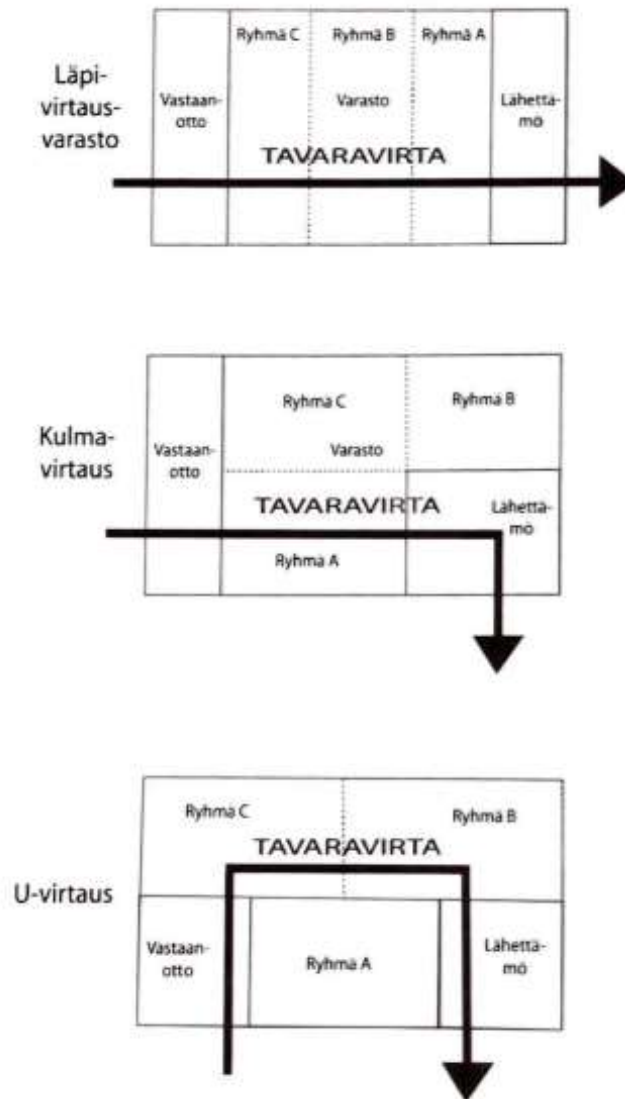 Läpi-
virtaus-
varasto
Ryhmä C
Ryhmä B
Ryhmä A
Vastaan-
otto
Varasto
Lähettä-
mö
TAVARAVIRTA
Kulma-
virtaus
Ryhmä C
Ryhmä B
Vastaan-
otto
Varasto
TAVARAVIRTA
Lähettä-
mö
Ryhmä A
U-virtaus
Ryhmä C
Ryhmä B
TAVARAVIRTA
Vastaan-
otto
Ryhmä A
Lähettä-
mö